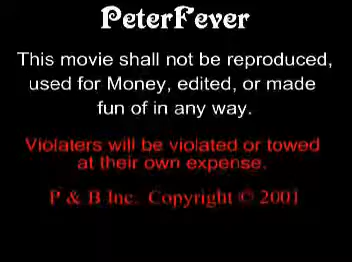 PeterFever
This movie shall not be reproduced,
used for Money, edited, or made
fun of in any way.
Violaters will be violated or towed
at their own expense.
P & B Inc. Copyright © 2001